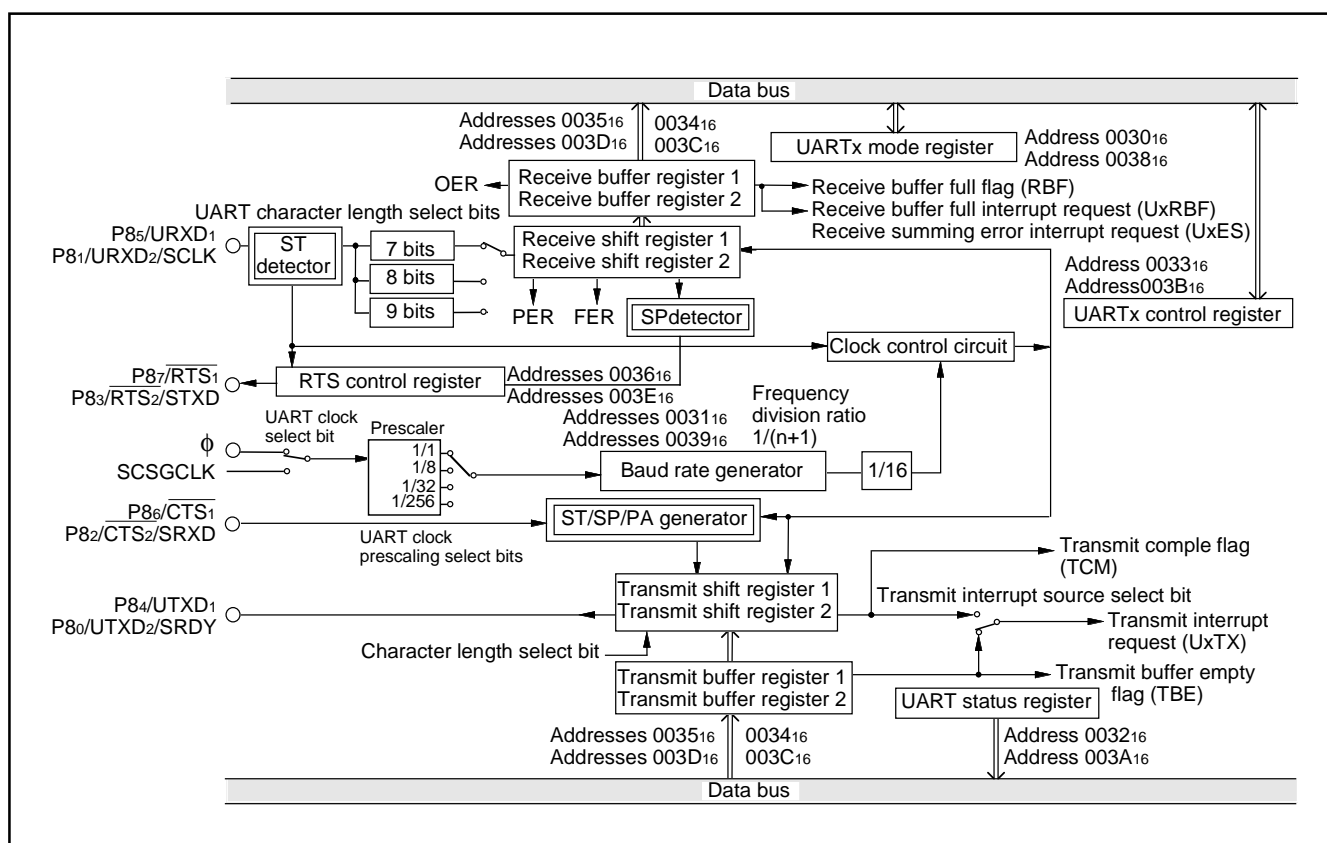 Data bus
Addresses 0035₁₆ 0034₁₆
Addresses 003D₁₆ 003C₁₆
UARTx mode register
Address 0030₁₆
Address 0038₁₆
OER
Receive buffer register 1
Receive buffer register 2
Receive buffer full flag (RBF)
Receive buffer full interrupt request (UxRBF)
Receive summing error interrupt request (UxES)
UART character length select bits
P8₅/URXD₁
P8₁/URXD₂/SCLK
ST
detector
7 bits
8 bits
9 bits
Receive shift register 1
Receive shift register 2
PER
FER
SPdetector
Address 0033₁₆
Address003B₁₆
UARTx control register
Clock control circuit
P8₇/RTS₁
P8₃/RTS₂/STXD
RTS control register
Addresses 0036₁₆
Addresses 003E₁₆
UART clock
select bit
Prescaler
Addresses 0031₁₆
Addresses 0039₁₆
Frequency
division ratio
1/(n+1)
ϕ
SCSGCLK
1/1
1/8
1/32
1/256
Baud rate generator
1/16
P8₆/CTS₁
P8₂/CTS₂/SRXD
UART clock
prescaling select bits
ST/SP/PA generator
Transmit comple flag
(TCM)
P8₄/UTXD₁
P8₀/UTXD₂/SRDY
Transmit shift register 1
Transmit shift register 2
Transmit interrupt source select bit
Transmit interrupt
request (UxTX)
Character length select bit
Transmit buffer register 1
Transmit buffer register 2
Transmit buffer empty
flag (TBE)
UART status register
Addresses 0035₁₆ 0034₁₆
Addresses 003D₁₆ 003C₁₆
Address 0032₁₆
Address 003A₁₆
Data bus